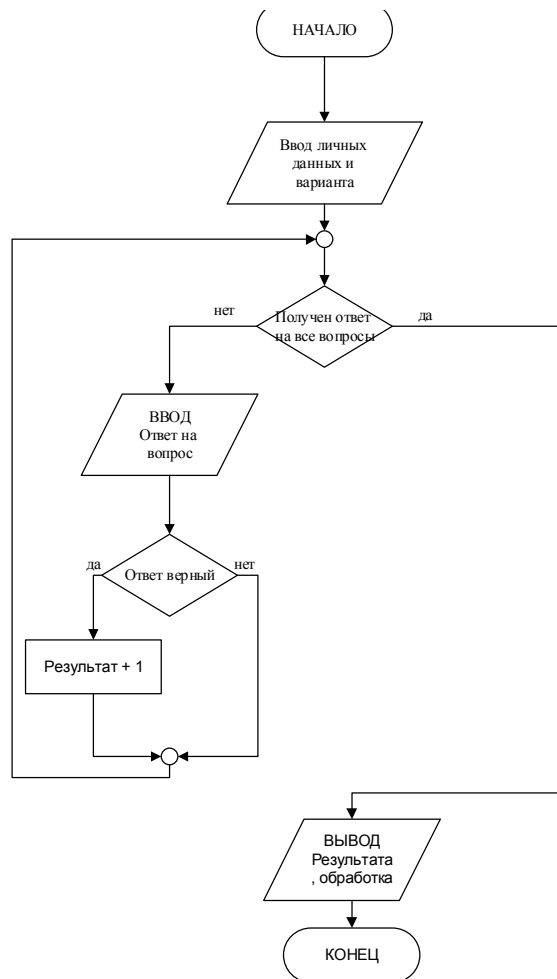 НАЧАЛО
Ввод личных
данных и
варианта
Получен ответ
на все вопросы
нет
да
ВВОД
Ответ на
вопрос
Ответ верный
да
нет
Результат + 1
ВЫВОД
Результата
, обработка
КОНЕЦ